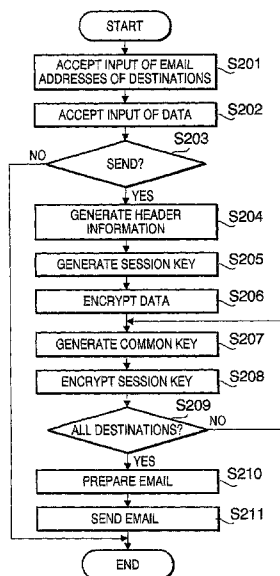 START
ACCEPT INPUT OF EMAIL
ADDRESSES OF DESTINATIONS
S201
ACCEPT INPUT OF DATA
S202
S203
NO
SEND?
YES
GENERATE HEADER
INFORMATION
S204
GENERATE SESSION KEY
S205
ENCRYPT DATA
S206
GENERATE COMMON KEY
S207
ENCRYPT SESSION KEY
S208
S209
ALL DESTINATIONS?
NO
YES
PREPARE EMAIL
S210
SEND EMAIL
S211
END